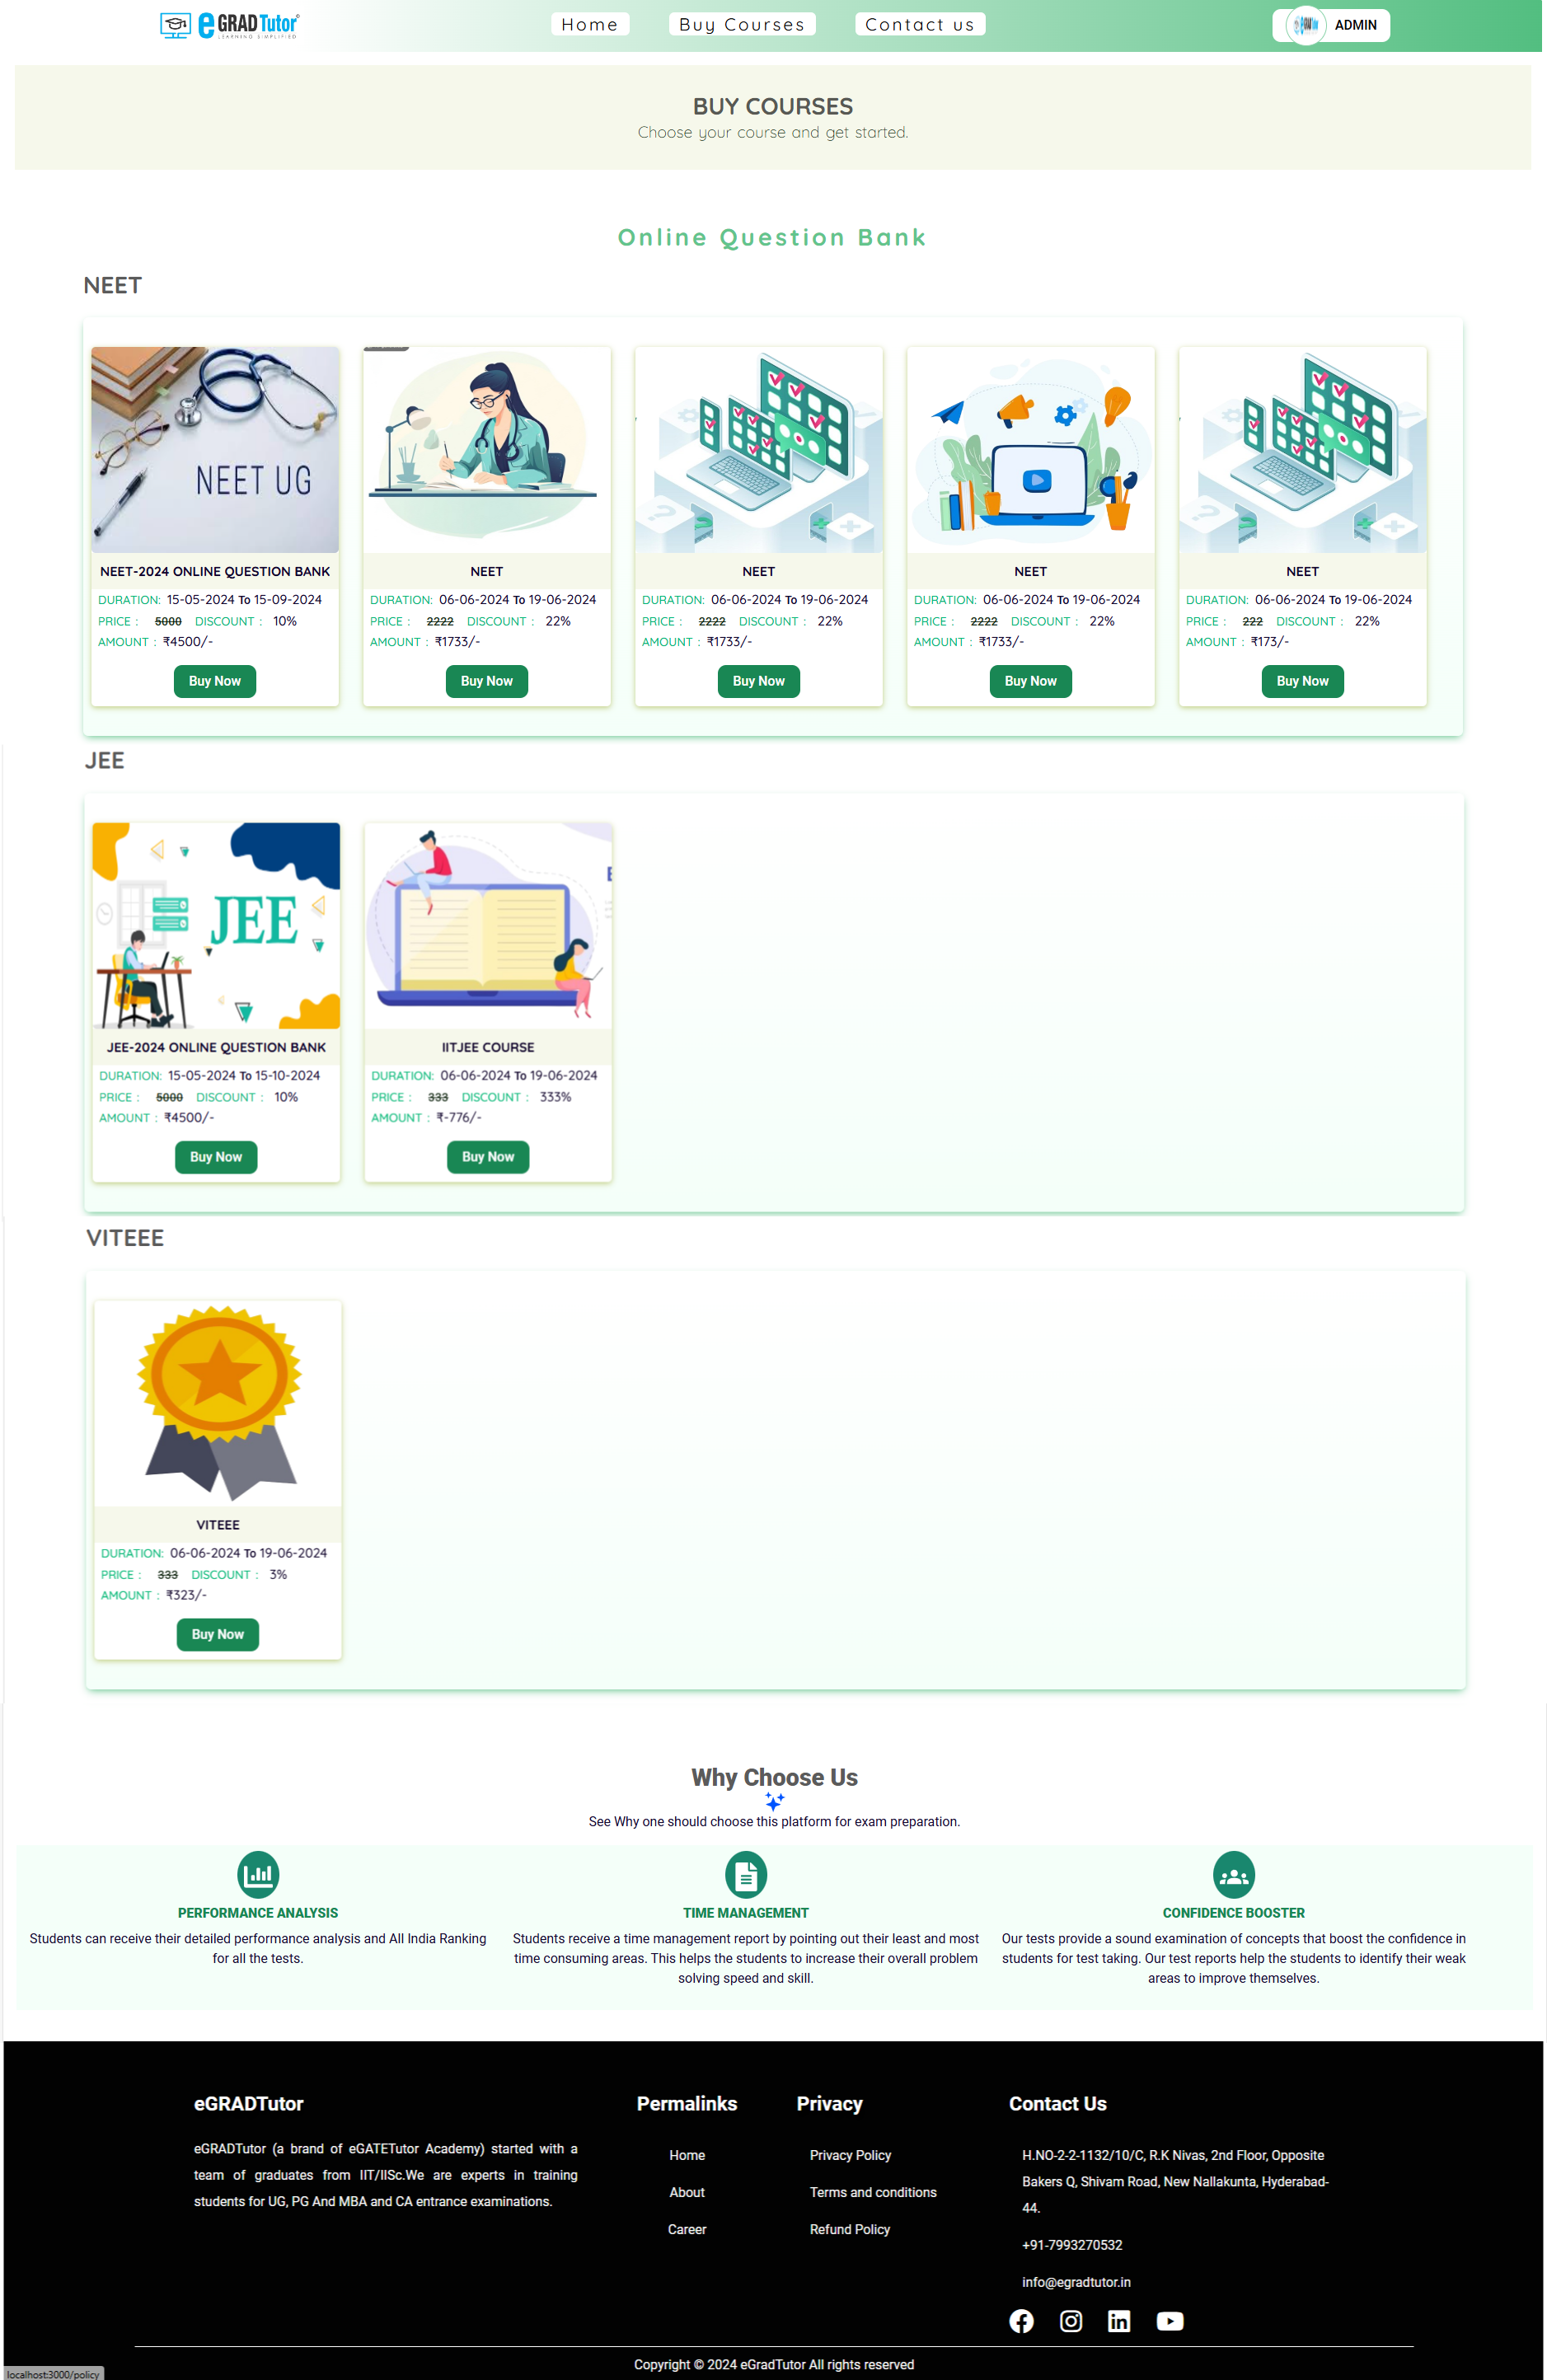 eGRADTutor
LEARNING SIMPLIFIED
Home
Buy Courses
Contact us
ADMIN
BUY COURSES
Choose your course and get started.
Online Question Bank
NEET
NEET UG
NEET-2024 ONLINE QUESTION BANK
DURATION: 15-05-2024 To 15-09-2024
PRICE : 5000 DISCOUNT : 10%
AMOUNT : ₹4500/-
Buy Now
NEET
DURATION: 06-06-2024 To 19-06-2024
PRICE : 2222 DISCOUNT : 22%
AMOUNT : ₹1733/-
Buy Now
NEET
DURATION: 06-06-2024 To 19-06-2024
PRICE : 2222 DISCOUNT : 22%
AMOUNT : ₹1733/-
Buy Now
NEET
DURATION: 06-06-2024 To 19-06-2024
PRICE : 2222 DISCOUNT : 22%
AMOUNT : ₹1733/-
Buy Now
NEET
DURATION: 06-06-2024 To 19-06-2024
PRICE : 222 DISCOUNT : 22%
AMOUNT : ₹173/-
Buy Now
JEE
JEE
JEE-2024 ONLINE QUESTION BANK
DURATION: 15-05-2024 To 15-10-2024
PRICE : 5000 DISCOUNT : 10%
AMOUNT : ₹4500/-
Buy Now
IITJEE COURSE
DURATION: 06-06-2024 To 19-06-2024
PRICE : 333 DISCOUNT : 333%
AMOUNT : ₹-776/-
Buy Now
VITEEE
VITEEE
DURATION: 06-06-2024 To 19-06-2024
PRICE : 333 DISCOUNT : 3%
AMOUNT : ₹323/-
Buy Now
Why Choose Us
See Why one should choose this platform for exam preparation.
PERFORMANCE ANALYSIS
Students can receive their detailed performance analysis and All India Ranking
for all the tests.
TIME MANAGEMENT
Students receive a time management report by pointing out their least and most
time consuming areas. This helps the students to increase their overall problem
solving speed and skill.
CONFIDENCE BOOSTER
Our tests provide a sound examination of concepts that boost the confidence in
students for test taking. Our test reports help the students to identify their weak
areas to improve themselves.
eGRADTutor
eGRADTutor (a brand of eGATETutor Academy) started with a
team of graduates from IIT/IISc.We are experts in training
students for UG, PG And MBA and CA entrance examinations.
Permalinks
Home
About
Career
Privacy
Privacy Policy
Terms and conditions
Refund Policy
Contact Us
H.NO-2-2-1132/10/C, R.K Nivas, 2nd Floor, Opposite
Bakers Q, Shivam Road, New Nallakunta, Hyderabad-
44.
+91-7993270532
info@egradtutor.in
Copyright © 2024 eGradTutor All rights reserved
localhost:3000/policy